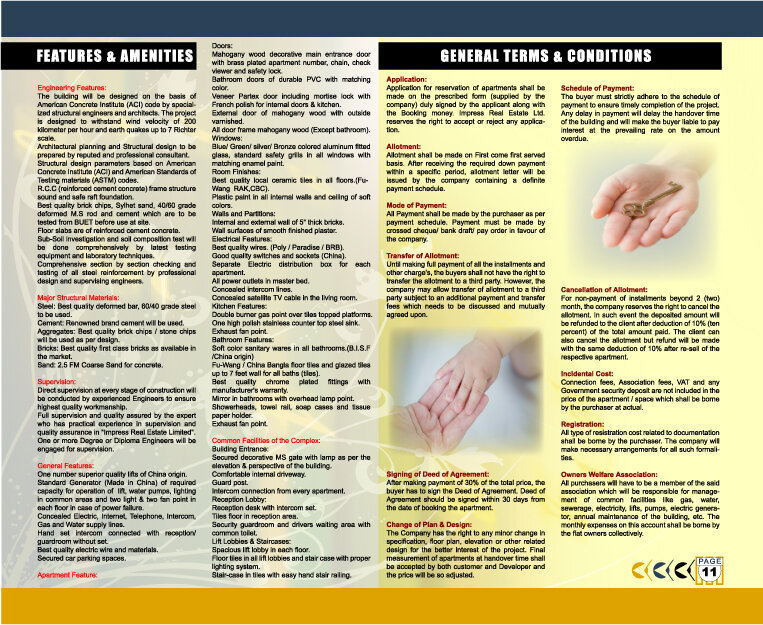 FEATURES & AMENITIES
Engineering Features:
The building will be designed on the basis of
American Concrete Institute (ACI) code by special-
ized structural engineers and architects. The project
is designed to withstand wind velocity of 200
kilometer per hour and earth quakes up to 7 Richter
scale.
Architectural planning and Structural design to be
prepared by reputed and professional consultant.
Structural design parameters based on American
Concrete Institute (ACI) and American Standards of
Testing materials (ASTM) codes.
R.C.C (reinforced cement concrete) frame structure
sound and safe raft foundation.
Best quality brick chips, Sylhet sand, 40/60 grade
deformed M.S rod and cement which are to be
tested from BUET before use at site.
Floor slabs are of reinforced cement concrete.
Sub-Soil investigation and soil composition test will
be done comprehensively by latest testing
equipment and laboratory techniques.
Comprehensive section by section checking and
testing of all steel reinforcement by professional
design and supervising engineers.
Major Structural Materials:
Steel: Best quality deformed bar, 60/40 grade steel
to be used.
Cement: Renowned brand cement will be used.
Aggregates: Best quality brick chips / stone chips
will be used as per design.
Bricks: Best quality first class bricks as available in
the market.
Sand: 2.5 FM Coarse Sand for concrete.
Supervision:
Direct supervision at every stage of construction will
be conducted by experienced Engineers to ensure
highest quality workmanship.
Full supervision and quality assured by the expert
who has practical experience in supervision and
quality assurance in "Impress Real Estate Limited".
One or more Degree or Diploma Engineers will be
engaged for supervision.
General Features:
One number superior quality lifts of China origin.
Standard Generator (Made in China) of required
capacity for operation of lift, water pumps, lighting
in common areas and two light & two fan point in
each floor in case of power failure.
Concealed Electric, Internet, Telephone, Intercom,
Gas and Water supply lines.
Hand set intercom connected with reception/
guardroom without set.
Best quality electric wire and materials.
Secured car parking spaces.
Apartment Feature:
Doors:
Mahogany wood decorative main entrance door
with brass plated apartment number, chain, check
viewer and safety lock.
Bathroom doors of durable PVC with matching
color.
Veneer Partex door including mortise lock with
French polish for internal doors & kitchen.
External door of mahogany wood with outside
varnished.
All door frame mahogany wood (Except bathroom).
Windows:
Blue/ Green/ silver/ Bronze colored aluminum fitted
glass, standard safety grills in all windows with
matching enamel paint.
Room Finishes:
Best quality local ceramic tiles in all floors.(Fu-
Wang RAK,CBC).
Plastic paint in all internal walls and ceiling of soft
colors.
Walls and Partitions:
Internal and external wall of 5" thick bricks.
Wall surfaces of smooth finished plaster.
Electrical Features:
Best quality wires. (Poly / Paradise / BRB).
Good quality switches and sockets (China).
Separate Electric distribution box for each
apartment.
All power outlets in master bed.
Concealed intercom lines.
Concealed satellite TV cable in the living room.
Kitchen Features:
Double burner gas point over tiles topped platforms.
One high polish stainless counter top steel sink.
Exhaust fan point.
Bathroom Features:
Soft color sanitary wares in all bathrooms.(B.I.S.F
/China origin)
Fu-Wang / China Bangla floor tiles and glazed tiles
up to 7 feet wall for all baths (tiles).
Best quality chrome plated fittings with
manufacturer's warranty.
Mirror in bathrooms with overhead lamp point.
Showerheads, towel rail, soap cases and tissue
paper holder.
Exhaust fan point.
Common Facilities of the Complex:
Building Entrance:
Secured decorative MS gate with lamp as per the
elevation & perspective of the building.
Comfortable internal driveway.
Guard post.
Intercom connection from every apartment.
Reception Lobby:
Reception desk with intercom set.
Tiles floor in reception area.
Security guardroom and drivers waiting area with
common toilet.
Lift Lobbies & Staircases:
Spacious lift lobby in each floor.
Floor tiles in all lift lobbies and stair case with proper
lighting system.
Stair-case in tiles with easy hand stair railing.
GENERAL TERMS & CONDITIONS
Application:
Application for reservation of apartments shall be
made on the prescribed form (supplied by the
company) duly signed by the applicant along with
the Booking money. Impress Real Estate Ltd.
reserves the right to accept or reject any applica-
tion.
Allotment:
Allotment shall be made on First come first served
basis. After receiving the required down payment
within a specific period, allotment letter will be
issued by the company containing a definite
payment schedule.
Mode of Payment:
All Payment shall be made by the purchaser as per
payment schedule. Payment must be made by
crossed cheque/ bank draft/ pay order in favour of
the company.
Transfer of Allotment:
Until making full payment of all the installments and
other charge's, the buyers shall not have the right to
transfer the allotment to a third party. However, the
company may allow transfer of allotment to a third
party subject to an additional payment and transfer
fees which needs to be discussed and mutually
agreed upon.
Signing of Deed of Agreement:
After making payment of 30% of the total price, the
buyer has to sign the Deed of Agreement. Deed of
Agreement should be signed within 30 days from
the date of booking the apartment.
Change of Plan & Design:
The Company has the right to any minor change in
specification, floor plan, elevation or other related
design for the better interest of the project. Final
measurement of apartments at handover time shall
be accepted by both customer and Developer and
the price will be so adjusted.
Schedule of Payment:
The buyer must strictly adhere to the schedule of
payment to ensure timely completion of the project.
Any delay in payment will delay the handover time
of the building and will make the buyer liable to pay
interest at the prevailing rate on the amount
overdue.
Cancellation of Allotment:
For non-payment of installments beyond 2 (two)
month, the company reserves the right to cancel the
allotment. In such event the deposited amount will
be refunded to the client after deduction of 10% (ten
percent) of the total amount paid. The client can
also cancel the allotment but refund will be made
with the same deduction of 10% after re-sell of the
respective apartment.
Incidental Cost:
Connection fees, Association fees, VAT and any
Government security deposit are not included in the
price of the apartment / space which shall be borne
by the purchaser at actual.
Registration:
All type of resistration cost related to documentation
shall be borne by the purchaser. The company will
make necessary arrangements for all such formali-
ties.
Owners Welfare Association:
All purchasers will have to be a member of the said
association which will be responsible for manage-
ment of common facilities like gas, water,
sewerage, electricity, lifts, pumps, electric genera-
tor, annual maintenance of the building, etc. The
monthly expenses on this account shall be borne by
the flat owners collectively.
PAGE
11